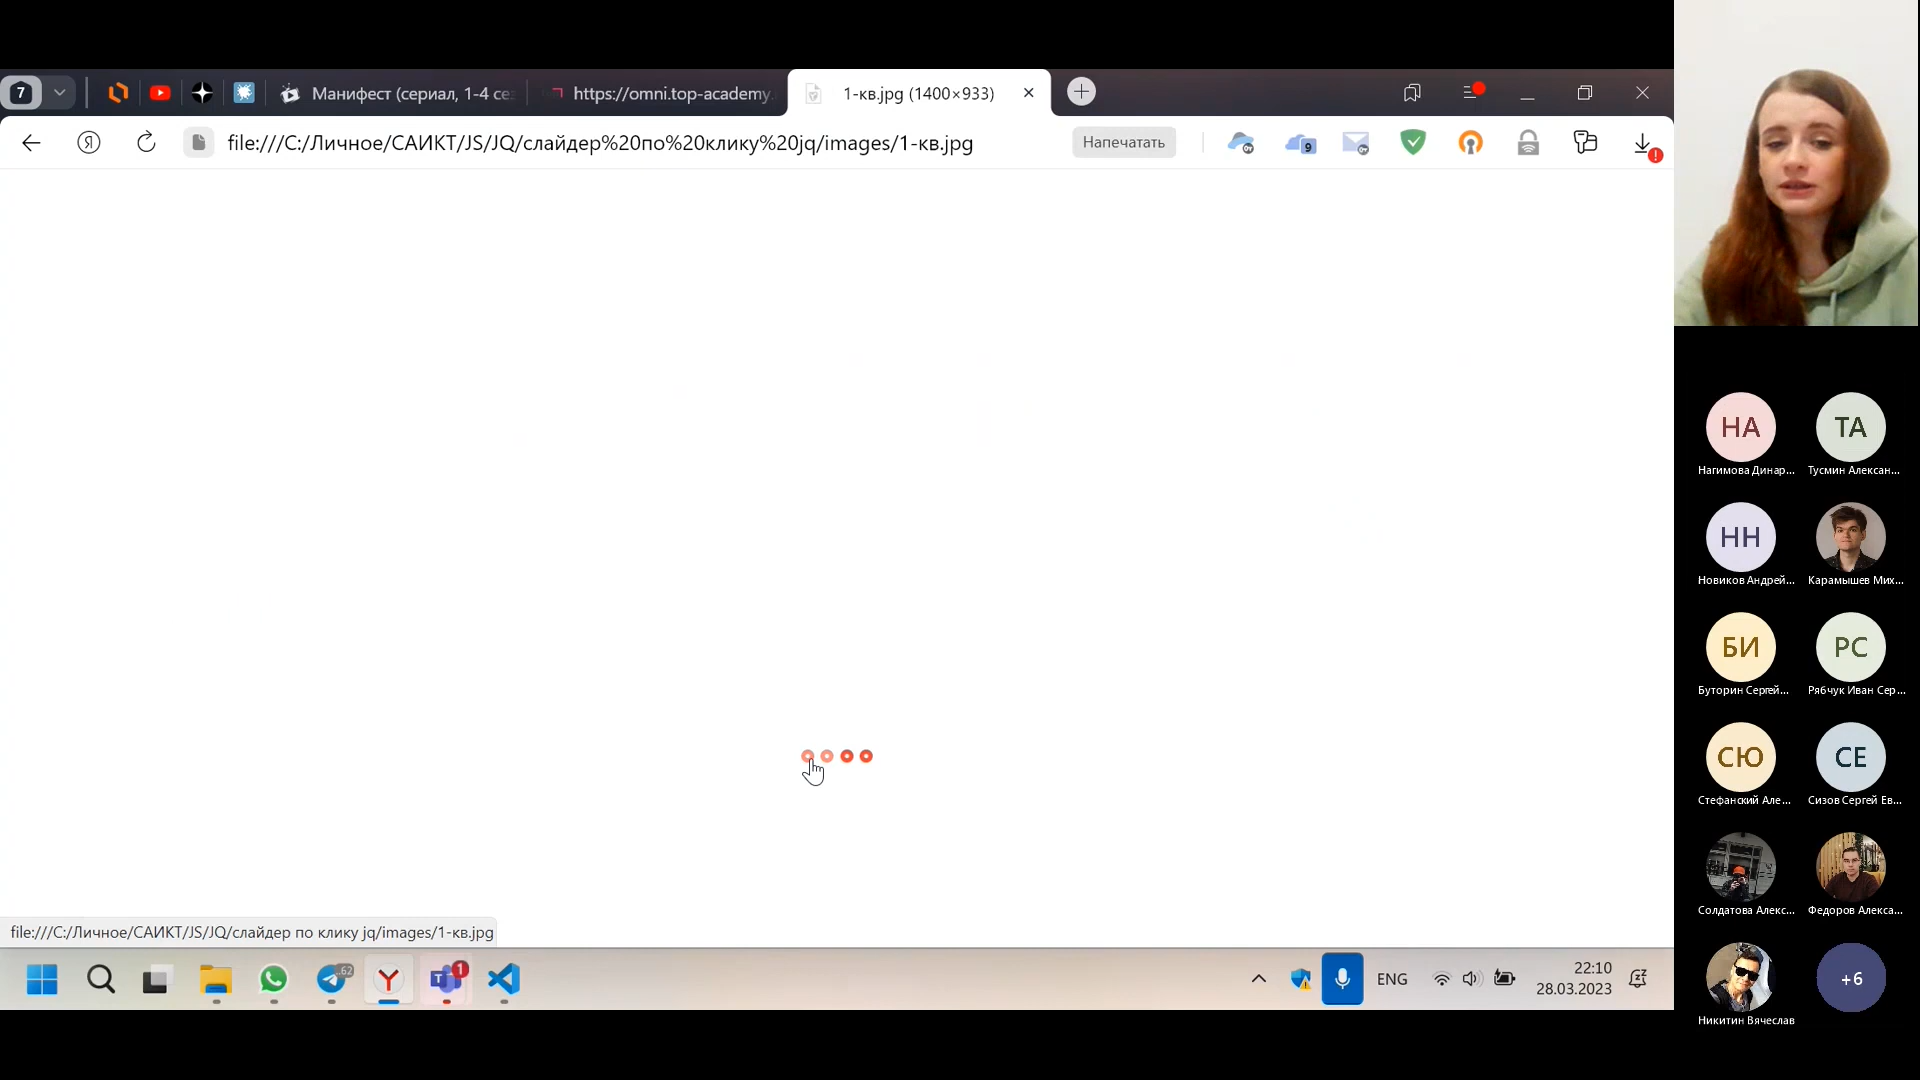 7
Манифест (сериал, 1-4 се
https://omni.top-academy.
1-кв.jpg (1400×933)
Я
file:///C:/Личное/САИКТ/JS/JQ/слайдер%20по%20клику%20jq/images/1-кв.jpg
Напечатать
9
file:///C:/Личное/САИКТ/JS/JQ/слайдер по клику jq/images/1-кв.jpg
..62
1
ENG
22:10
28.03.2023
НА
ТА
Нагимова Динар...
Тусмин Алексан...
НН
Новиков Андрей...
Карамышев Мих...
БИ
РС
Буторин Сергей...
Рябчук Иван Сер...
СЮ
СЕ
Стефанский Але...
Сизов Сергей Ев...
Солдатова Алекс...
Федоров Алекса...
+6
Никитин Вячеслав